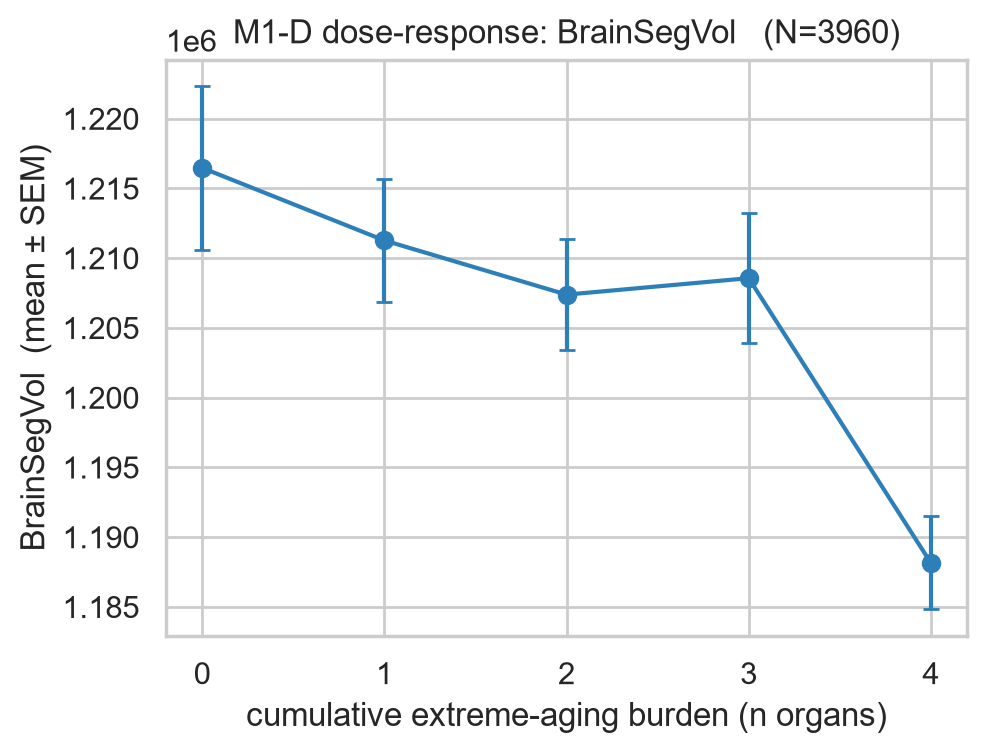 1e6 M1-D dose-response: BrainSegVol (N=3960)
BrainSegVol (mean ± SEM)
1.220
1.215
1.210
1.205
1.200
1.195
1.190
1.185
0 1 2 3 4
cumulative extreme-aging burden (n organs)